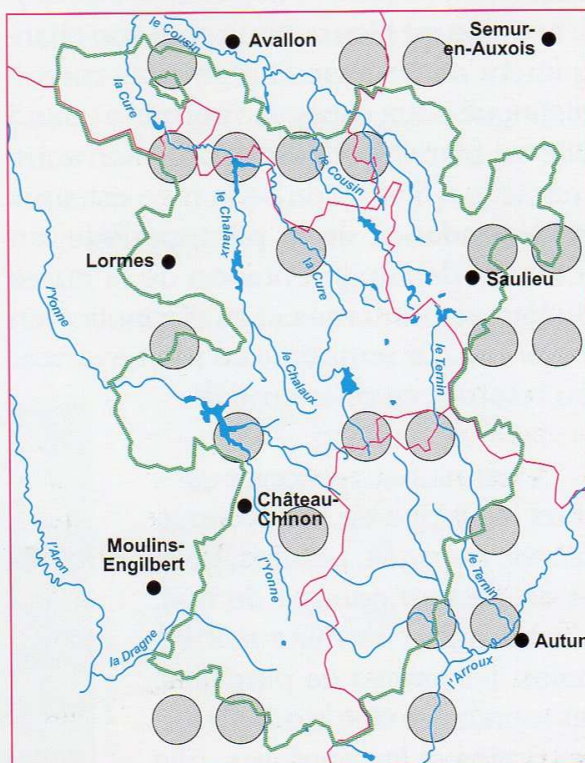 le Cousin
Avallon
Semur-
en-Auxois
la Cure
le Cousin
le Chalaux
la Cure
Lormes
Saulieu
l'Yonne
le Chalaux
le Ternin
Château-
Chinon
Moulins-
Engilbert
l'Aron
l'Yonne
le Ternin
la Dragne
Autun
l'Arroux